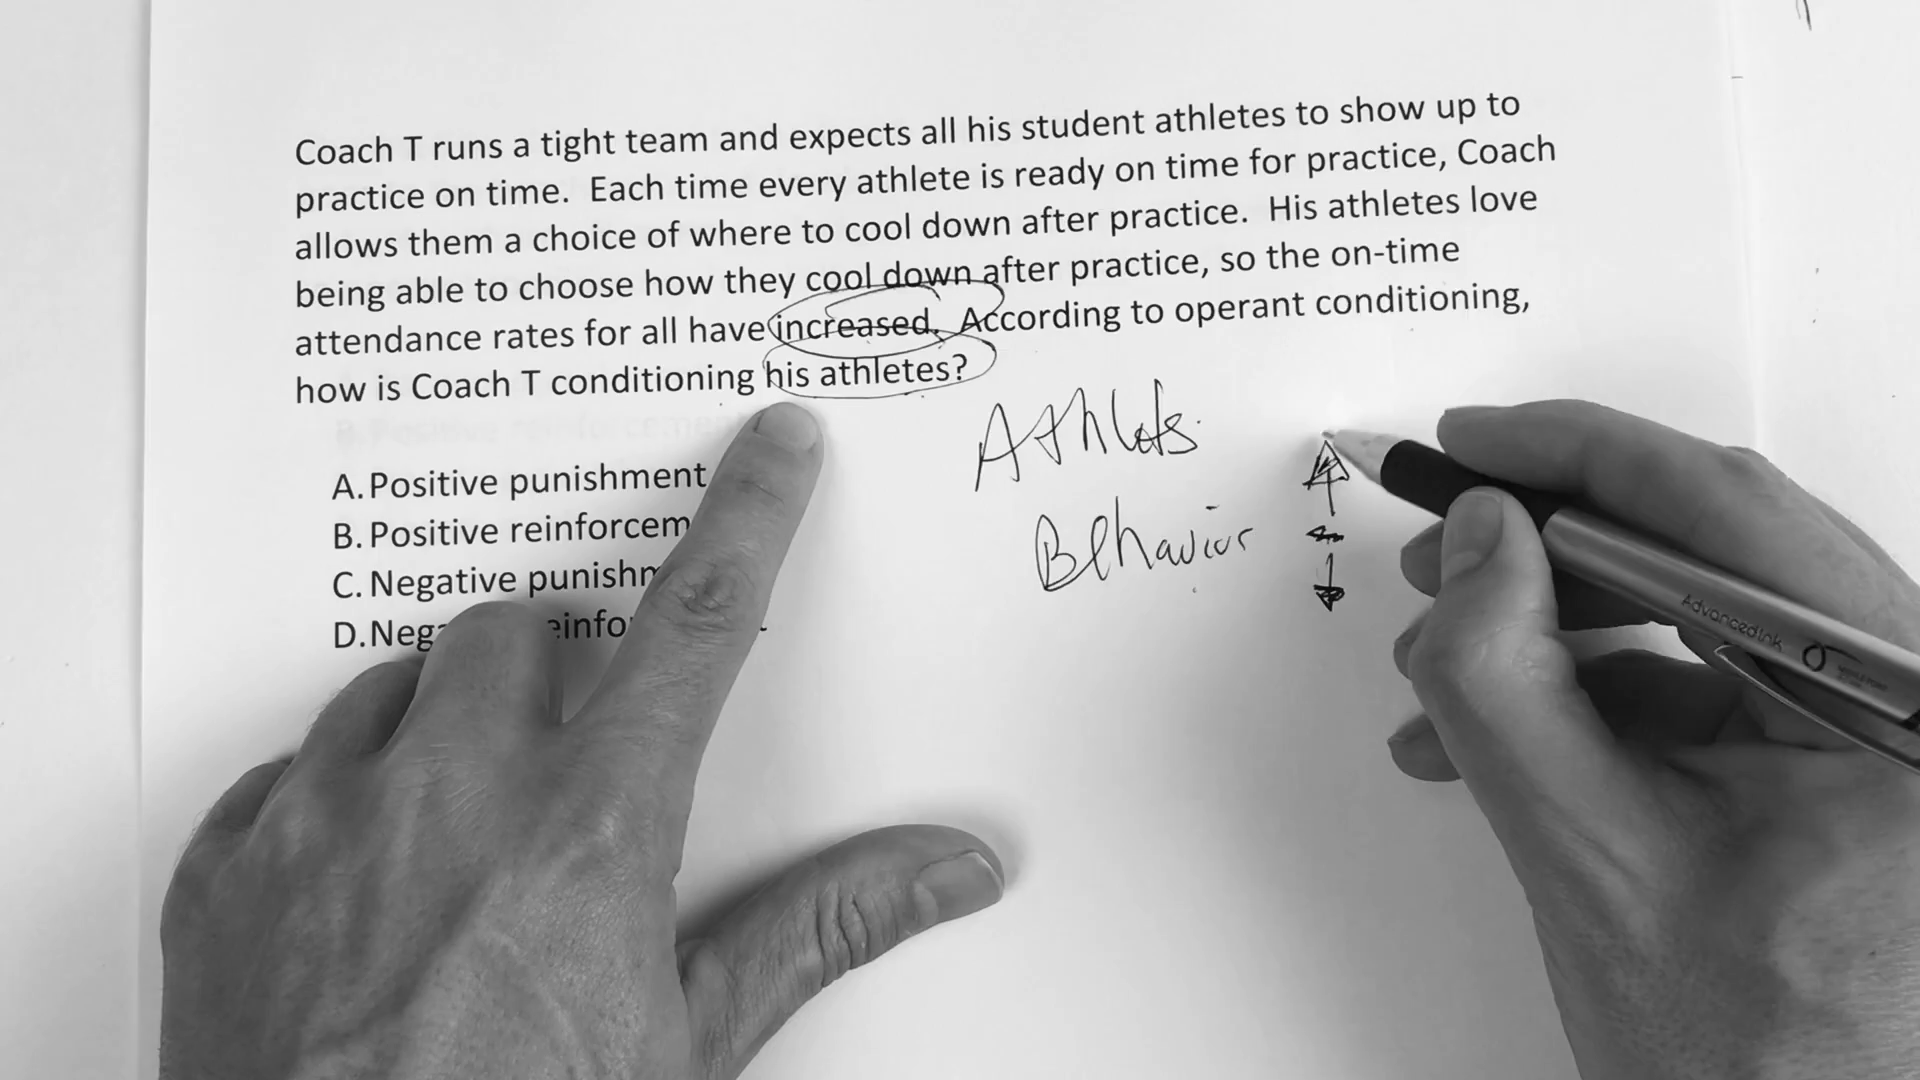 Coach T runs a tight team and expects all his student athletes to show up to
practice on time. Each time every athlete is ready on time for practice, Coach
allows them a choice of where to cool down after practice. His athletes love
being able to choose how they cool down after practice, so the on-time
attendance rates for all have increased. According to operant conditioning,
how is Coach T conditioning his athletes?
A. Positive punishment
B. Positive reinforcem
C. Negative punishm
D. Neg einfo
Athlets
Behavior
AdvancedInk